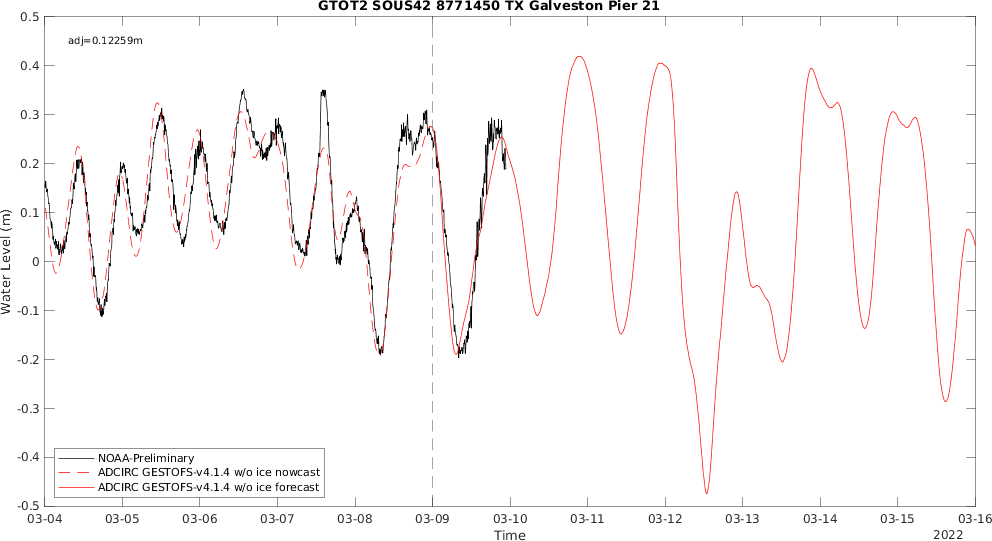 GTOT2 SOUS42 8771450 TX Galveston Pier 21
adj=0.12259m
0.5
0.4
0.3
0.2
0.1
0
-0.1
-0.2
-0.3
-0.4
-0.5
Water Level (m)
NOAA-Preliminary
ADCIRC GESTOFS-v4.1.4 w/o ice nowcast
ADCIRC GESTOFS-v4.1.4 w/o ice forecast
03-04 03-05 03-06 03-07 03-08 03-09 03-10 03-11 03-12 03-13 03-14 03-15 03-16
Time
2022